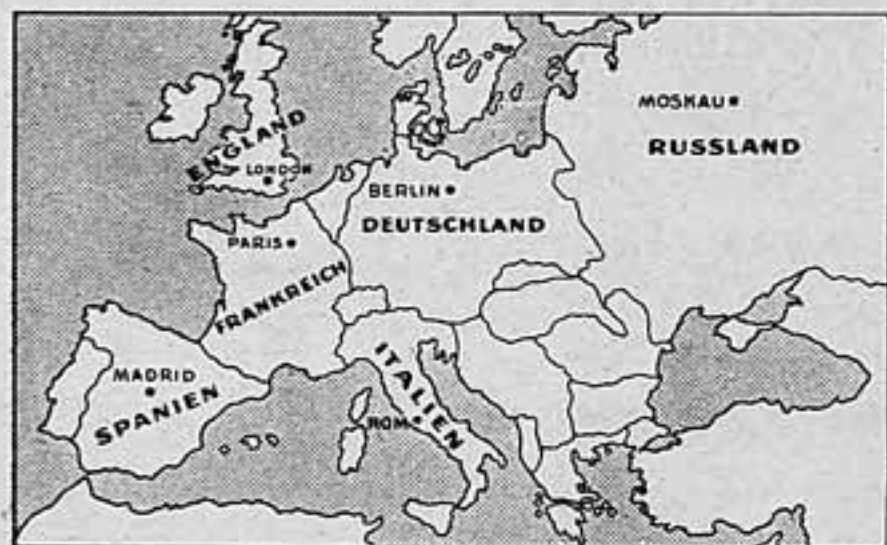 MOSKAU
RUSSLAND
ENGLAND
LONDON
BERLIN
DEUTSCHLAND
PARIS
FRANKREICH
ITALIEN
MADRID
SPANIEN
ROM